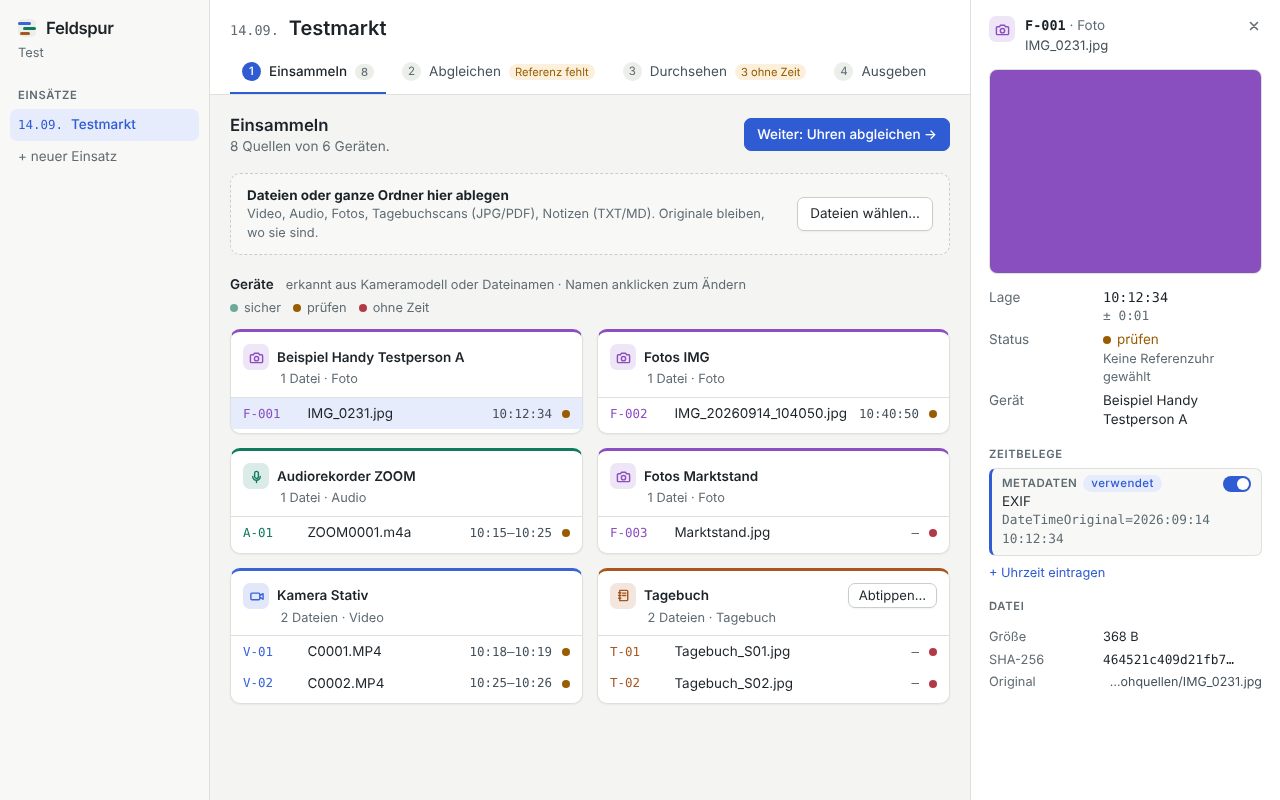 Feldspur
Test
EINSÄTZE
14.09. Testmarkt
+ neuer Einsatz
14.09. Testmarkt
1 Einsammeln 8
2 Abgleichen Referenz fehlt
3 Durchsehen 3 ohne Zeit
4 Ausgeben
Einsammeln
8 Quellen von 6 Geräten.
Weiter: Uhren abgleichen →
Dateien oder ganze Ordner hier ablegen
Video, Audio, Fotos, Tagebuchscans (JPG/PDF), Notizen (TXT/MD). Originale bleiben,
wo sie sind.
Dateien wählen…
Geräte erkannt aus Kameramodell oder Dateinamen · Namen anklicken zum Ändern
sicher prüfen ohne Zeit
Beispiel Handy Testperson A
1 Datei · Foto
F-001 IMG_0231.jpg 10:12:34
Fotos IMG
1 Datei · Foto
F-002 IMG_20260914_104050.jpg 10:40:50
Audiorekorder ZOOM
1 Datei · Audio
A-01 ZOOM0001.m4a 10:15–10:25
Fotos Marktstand
1 Datei · Foto
F-003 Marktstand.jpg –
Kamera Stativ
2 Dateien · Video
V-01 C0001.MP4 10:18–10:19
V-02 C0002.MP4 10:25–10:26
Tagebuch
Abtippen…
2 Dateien · Tagebuch
T-01 Tagebuch_S01.jpg –
T-02 Tagebuch_S02.jpg –
F-001 · Foto
IMG_0231.jpg
Lage 10:12:34
± 0:01
Status prüfen
Keine Referenzuhr
gewählt
Gerät Beispiel Handy
Testperson A
ZEITBELEGE
METADATEN verwendet
EXIF
DateTimeOriginal=2026:09:14
10:12:34
+ Uhrzeit eintragen
DATEI
Größe 368 B
SHA-256 464521c409d21fb7…
Original …ohquellen/IMG_0231.jpg